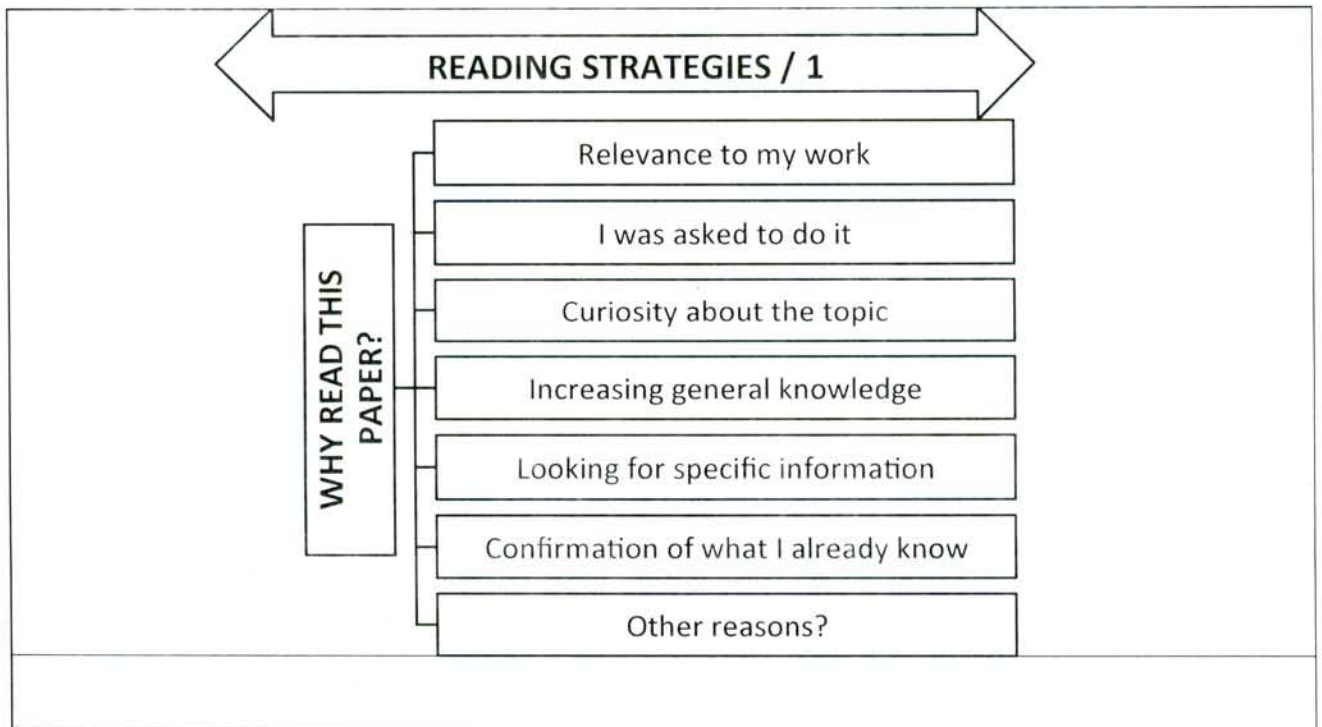 READING STRATEGIES / 1
WHY READ THIS
PAPER?
Relevance to my work
I was asked to do it
Curiosity about the topic
Increasing general knowledge
Looking for specific information
Confirmation of what I already know
Other reasons?